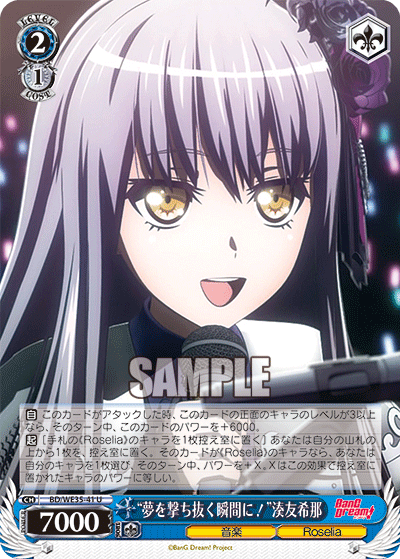 LEVEL
2
1
COST
SAMPLE
自 このカードがアタックした時、このカードの正面のキャラのレベルが3以上
なら、そのターン中、このカードのパワーを+6000。
起 [手札の《Roselia》のキャラを1枚控え室に置く] あなたは自分の山札の
上から1枚を、控え室に置く。そのカードが《Roselia》のキャラなら、あなたは
自分のキャラを1枚選び、そのターン中、パワーを+X。Xはこの効果で控え室に
置かれたキャラのパワーに等しい。
CH BD/WE35-41 U
7000
"夢を撃ち抜く瞬間に!"湊友希那
BanG Dream!
音楽
Roselia
©BanG Dream! Project